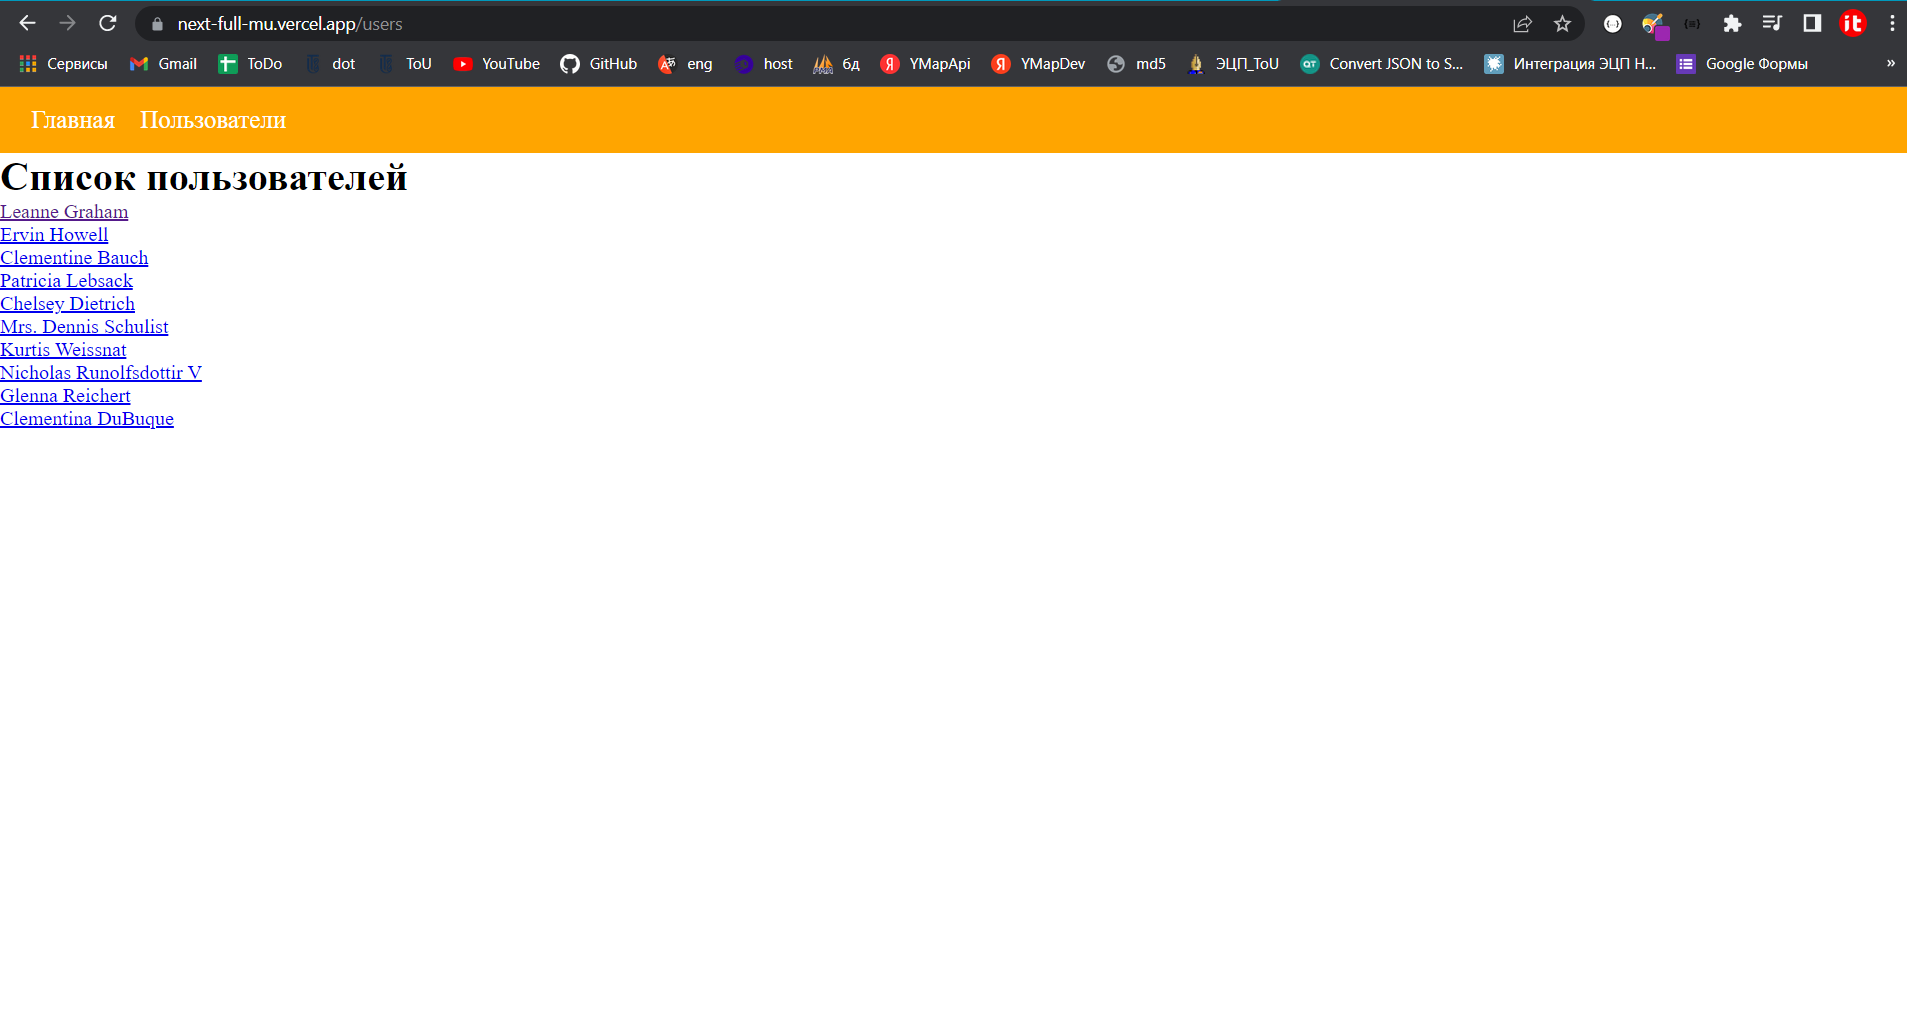 next-full-mu.vercel.app/users
Сервисы Gmail ToDo dot ToU YouTube GitHub eng host бд YMapApi YMapDev md5 ЭЦП_ToU Convert JSON to S... Интеграция ЭЦП Н... Google Формы »
Главная Пользователи
Список пользователей
Leanne Graham
Ervin Howell
Clementine Bauch
Patricia Lebsack
Chelsey Dietrich
Mrs. Dennis Schulist
Kurtis Weissnat
Nicholas Runolfsdottir V
Glenna Reichert
Clementina DuBuque